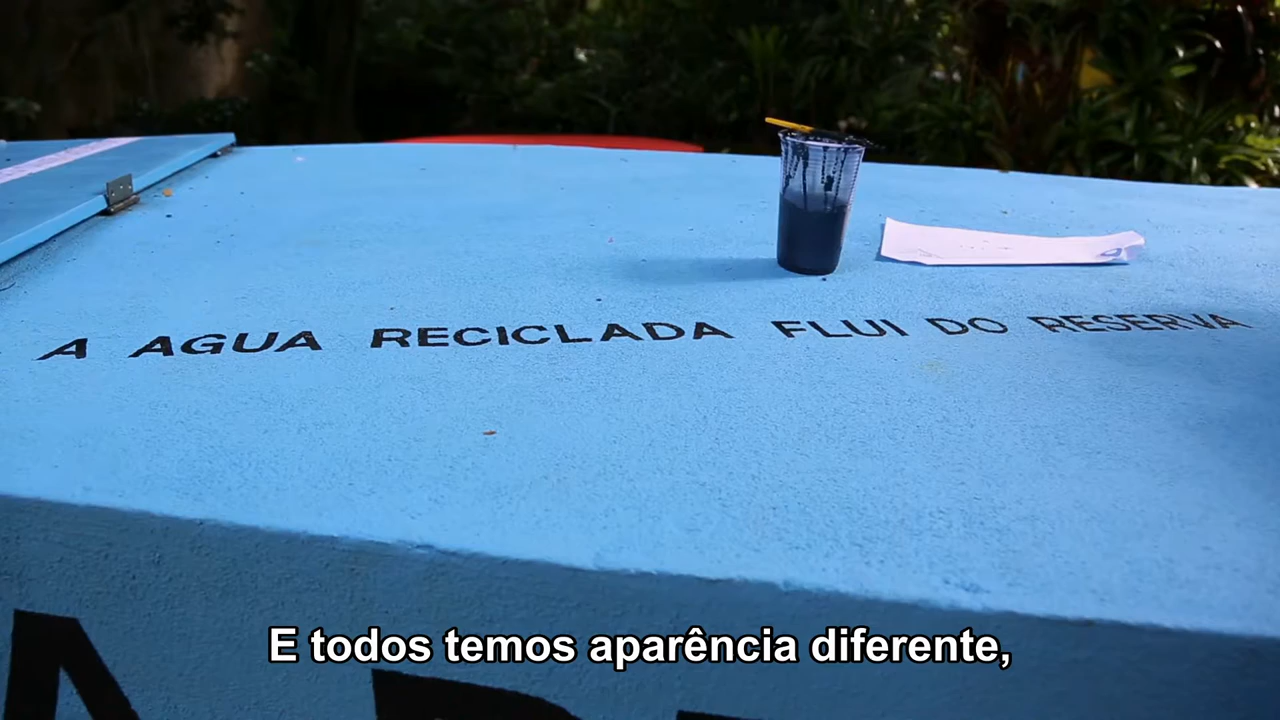 A AGUA RECICLADA FLUI DO RESERVA
E todos temos aparência diferente,